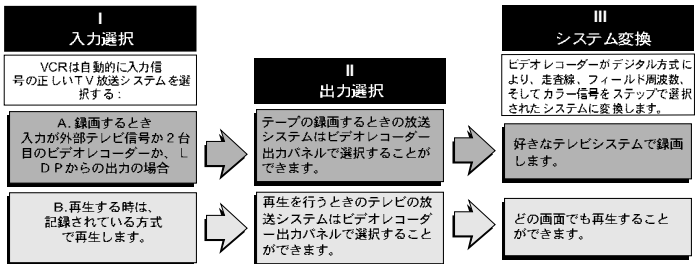 I
入力選択
VCRは自動的に入力信
号の正しいTV放送システムを選
択する：
A. 録画するとき
入力が外部テレビ信号か2台
目のビデオレコーダーか、L
DPからの出力の場合
B.再生する時は、
記録されている方式
で再生します。
II
出力選択
テープの録画するときの放送
システムはビデオレコーダー
出力パネルで選択することが
できます。
再生を行うときのテレビの放
送システムはビデオレコーダ
ー出力パネルで選択すること
ができます。
III
システム変換
ビデオレコーダーがデジタル方式に
より、走査線、フィールド周波数、
そしてカラー信号をステップで選択
されたシステムに変換します。
好きなテレビシステムで録画
します。
どの画面でも再生すること
ができます。